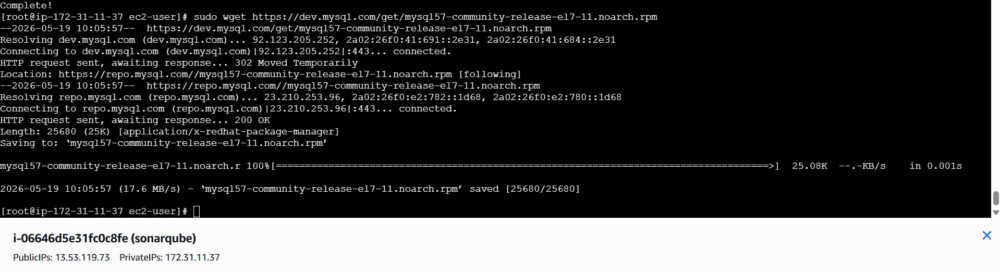 Complete!
[root@ip-172-31-11-37 ec2-user]# sudo wget https://dev.mysql.com/get/mysql57-community-release-el7-11.noarch.rpm
--2026-05-19 10:05:57--  https://dev.mysql.com/get/mysql57-community-release-el7-11.noarch.rpm
Resolving dev.mysql.com (dev.mysql.com)... 92.123.205.252, 2a02:26f0:41:691::2e31, 2a02:26f0:41:684::2e31
Connecting to dev.mysql.com (dev.mysql.com)|92.123.205.252|:443... connected.
HTTP request sent, awaiting response... 302 Moved Temporarily
Location: https://repo.mysql.com//mysql57-community-release-el7-11.noarch.rpm [following]
--2026-05-19 10:05:57--  https://repo.mysql.com//mysql57-community-release-el7-11.noarch.rpm
Resolving repo.mysql.com (repo.mysql.com)... 23.210.253.96, 2a02:26f0:e2:782::1d68, 2a02:26f0:e2:780::1d68
Connecting to repo.mysql.com (repo.mysql.com)|23.210.253.96|:443... connected.
HTTP request sent, awaiting response... 200 OK
Length: 25680 (25K) [application/x-redhat-package-manager]
Saving to: ‘mysql57-community-release-el7-11.noarch.rpm’
mysql57-community-release-el7-11.noarch.r 100%[====================================================================================>]  25.08K  --.-KB/s    in 0.001s
2026-05-19 10:05:57 (17.6 MB/s) - ‘mysql57-community-release-el7-11.noarch.rpm’ saved [25680/25680]
[root@ip-172-31-11-37 ec2-user]#
i-06646d5e31fc0c8fe (sonarqube)
PublicIPs: 13.53.119.73    PrivateIPs: 172.31.11.37